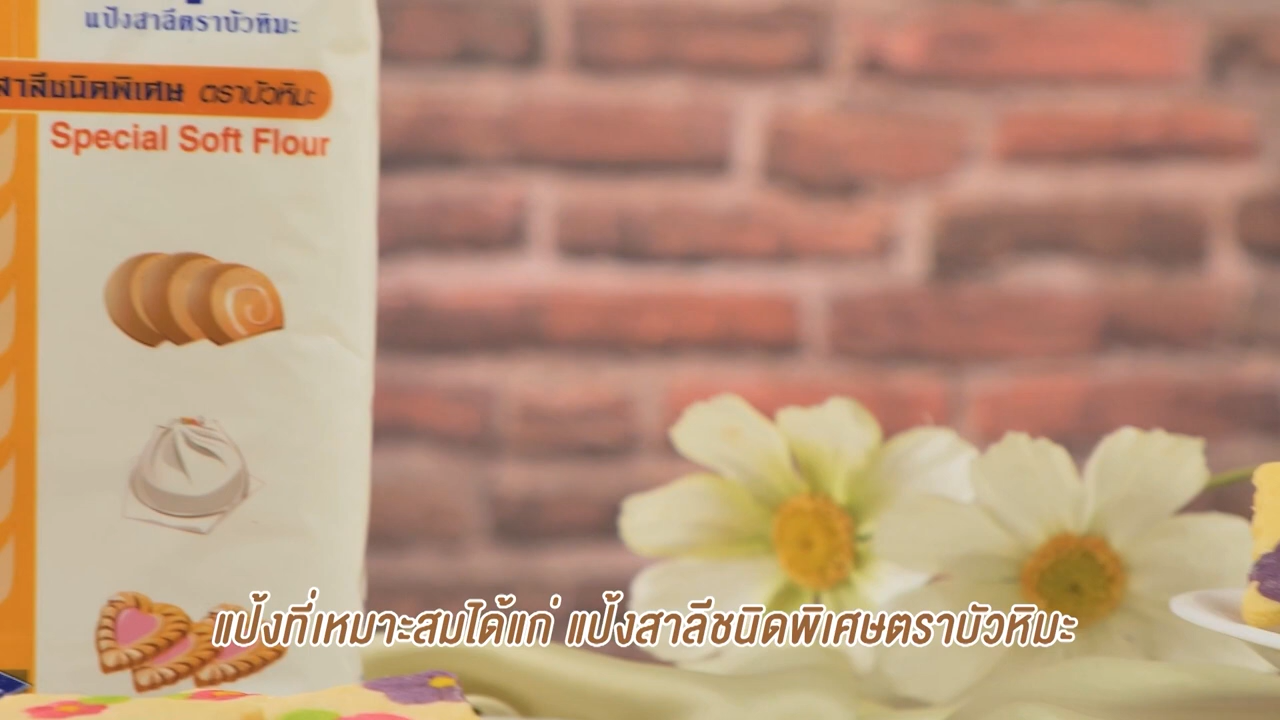 แป้งสาลีตราบัวหิมะ
สาลีชนิดพิเศษ ตราบัวหิมะ
Special Soft Flour
แป้งที่เหมาะสมได้แก่ แป้งสาลีชนิดพิเศษตราบัวหิมะ